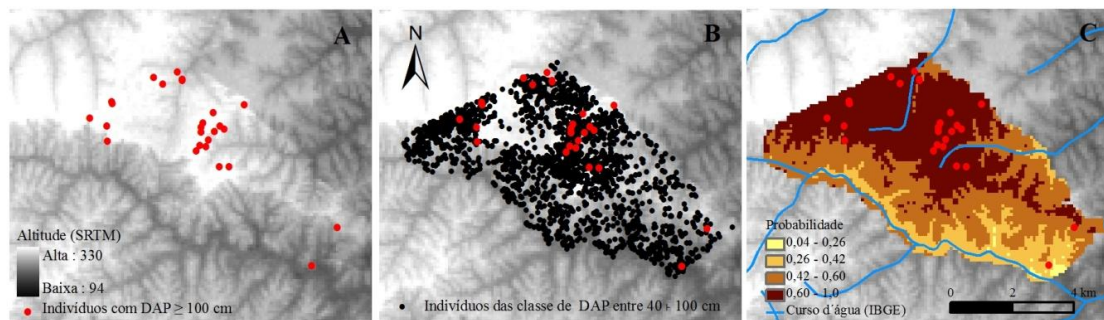 A
Altitude (SRTM)
Alta : 330
Baixa : 94
Indivíduos com DAP ≥ 100 cm
N
B
Indivíduos das classe de DAP entre 40 ⊦ 100 cm
C
Probabilidade
0,04 - 0,26
0,26 - 0,42
0,42 - 0,60
0,60 - 1,0
Curso d´água (IBGE)
0 2 4 km